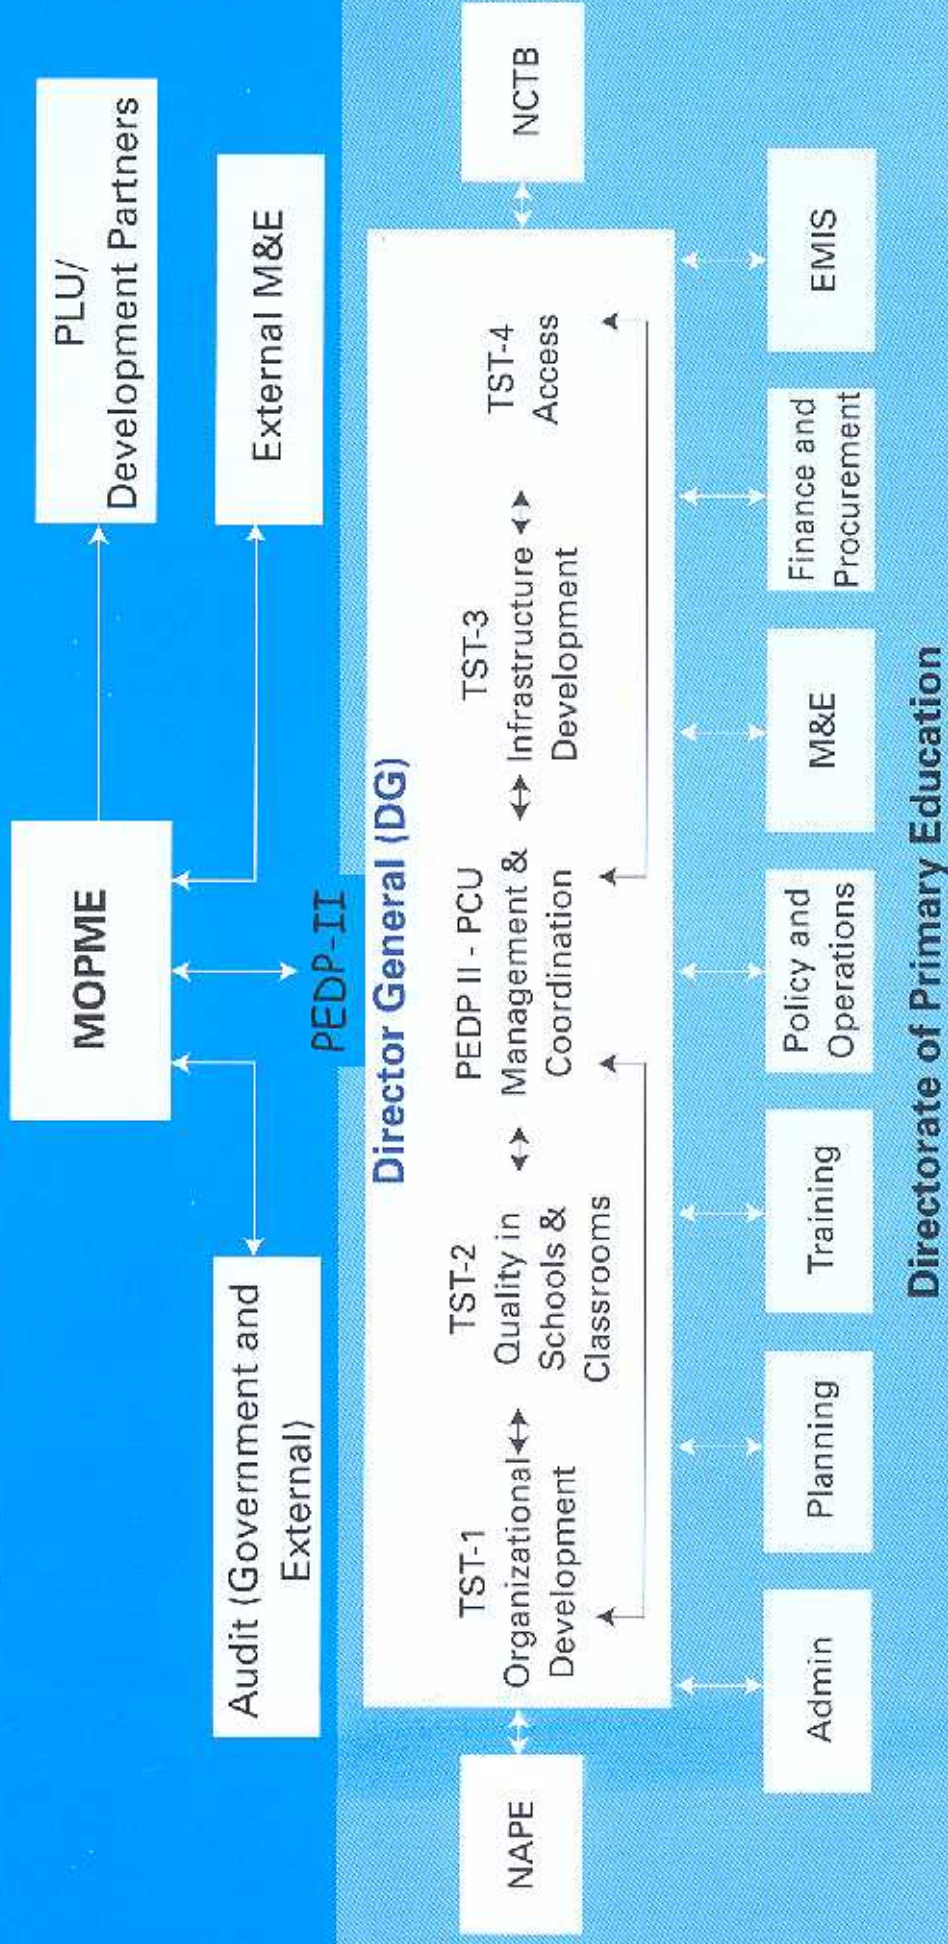 MOPME
PLU/
Development Partners
External M&E
Audit (Government and
External)
PEDP-II
Director General (DG)
NAPE
TST-1
Organizational
Development
TST-2
Quality in
Schools &
Classrooms
PEDP II - PCU
Management &
Coordination
TST-3
Infrastructure
Development
TST-4
Access
NCTB
Admin
Planning
Training
Policy and
Operations
M&E
Finance and
Procurement
EMIS
Directorate of Primary Education